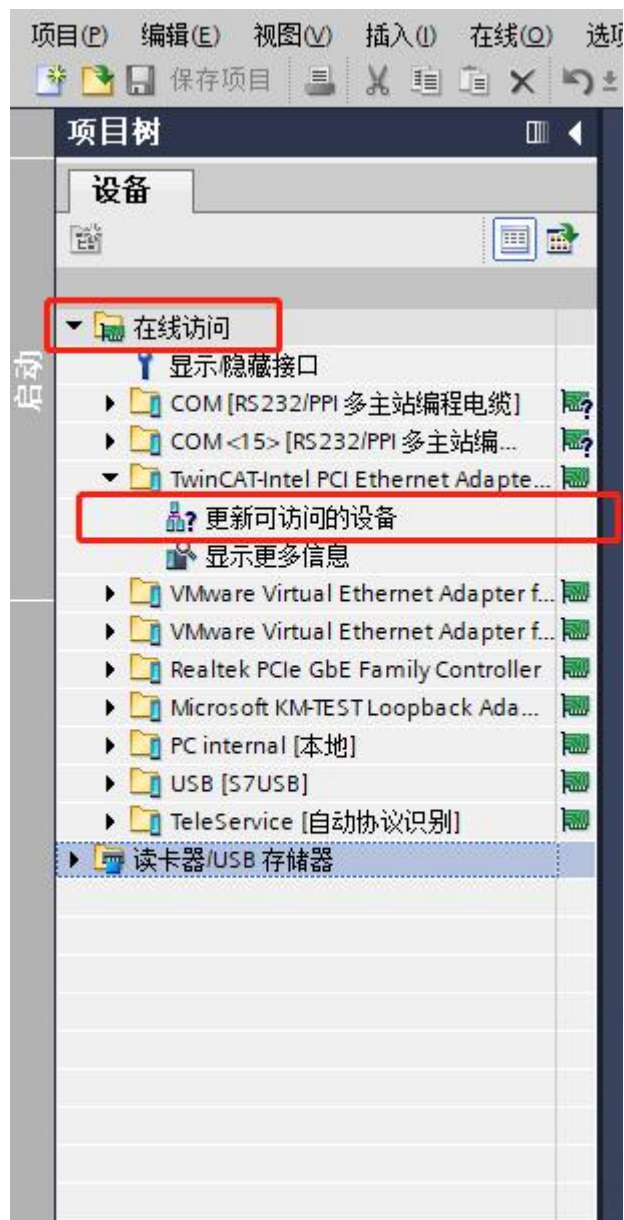 项目(P) 编辑(E) 视图(V) 插入(I) 在线(O) 选项
保存项目
项目树
设备
启动
在线访问
显示/隐藏接口
COM [RS232/PPI 多主站编程电缆]
COM <15> [RS232/PPI 多主站编...
TwinCAT-Intel PCI Ethernet Adapte...
更新可访问的设备
显示更多信息
VMware Virtual Ethernet Adapter f...
VMware Virtual Ethernet Adapter f...
Realtek PCIe GbE Family Controller
Microsoft KM-TEST Loopback Ada...
PC internal [本地]
USB [S7USB]
TeleService [自动协议识别]
读卡器/USB 存储器